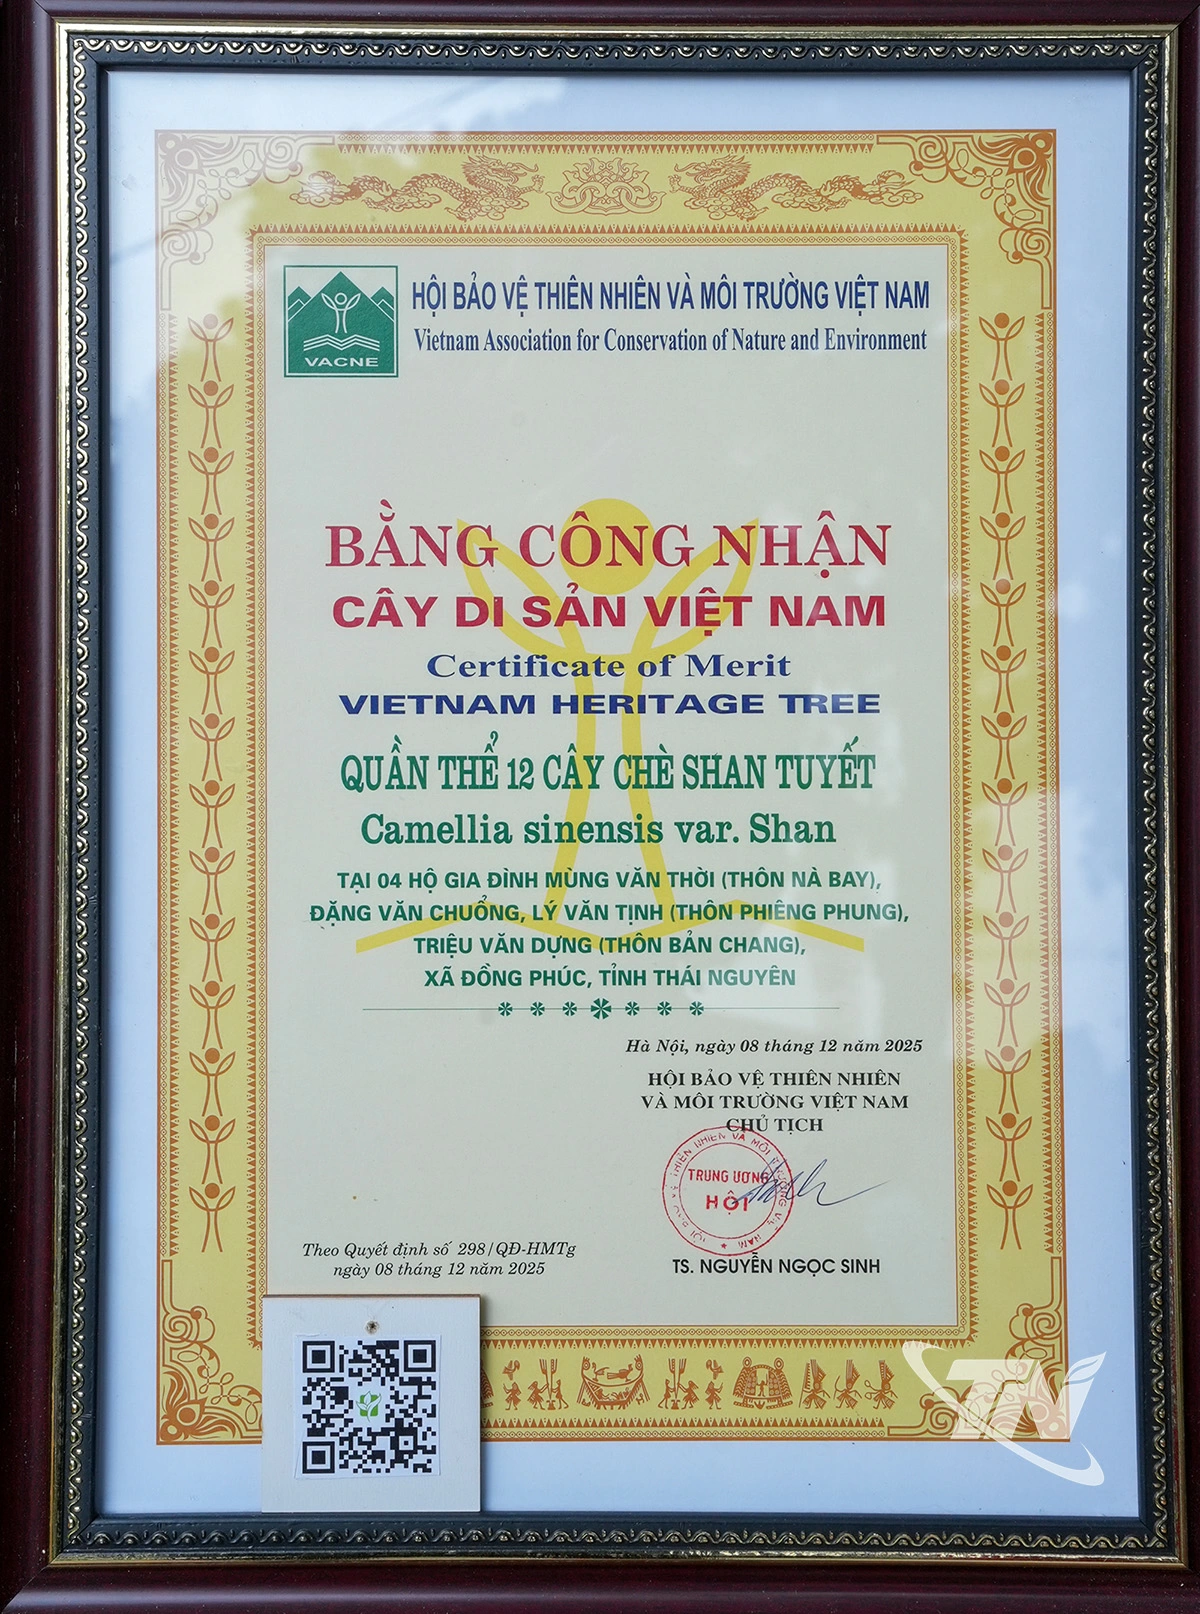 VACNE
HỘI BẢO VỆ THIÊN NHIÊN VÀ MÔI TRƯỜNG VIỆT NAM
Vietnam Association for Conservation of Nature and Environment
BẰNG CÔNG NHẬN
CÂY DI SẢN VIỆT NAM
Certificate of Merit
VIETNAM HERITAGE TREE
QUẦN THỂ 12 CÂY CHÈ SHAN TUYẾT
Camellia sinensis var. Shan
TẠI 04 HỘ GIA ĐÌNH MÙNG VĂN THỜI (THÔN NÀ BAY),
ĐẶNG VĂN CHUỔNG, LÝ VĂN TỊNH (THÔN PHIÊNG PHUNG),
TRIỆU VĂN DỰNG (THÔN BẢN CHANG),
XÃ ĐỒNG PHÚC, TỈNH THÁI NGUYÊN
Hà Nội, ngày 08 tháng 12 năm 2025
HỘI BẢO VỆ THIÊN NHIÊN
VÀ MÔI TRƯỜNG VIỆT NAM
CHỦ TỊCH
TRUNG ƯƠNG
HỘI
TS. NGUYỄN NGỌC SINH
Theo Quyết định số 298/QĐ-HMTg
ngày 08 tháng 12 năm 2025
TN